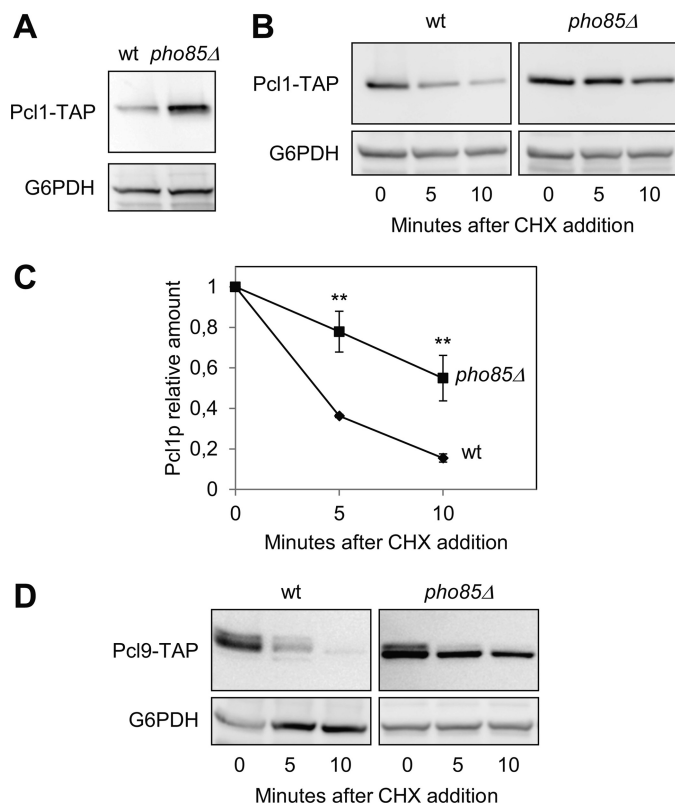 A
wt pho85Δ
Pcl1-TAP
G6PDH
B
wt pho85Δ
Pcl1-TAP
G6PDH
0 5 10 0 5 10
Minutes after CHX addition
C
Pcl1p relative amount
1
0,8
0,6
0,4
0,2
0
**
**
pho85Δ
wt
0 5 10
Minutes after CHX addition
D
wt pho85Δ
Pcl9-TAP
G6PDH
0 5 10 0 5 10
Minutes after CHX addition